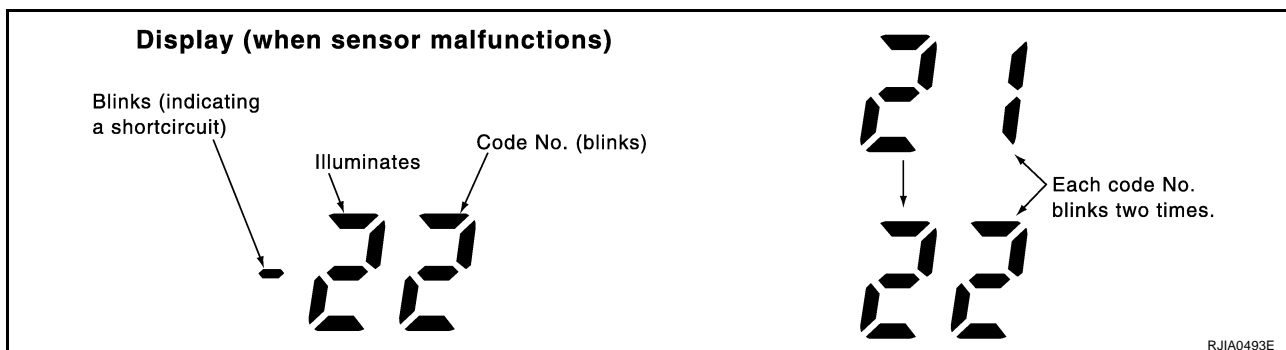 Display (when sensor malfunctions)
Blinks (indicating
a shortcircuit)
Illuminates
Code No. (blinks)
-22
21
22
Each code No.
blinks two times.
RJIA0493E